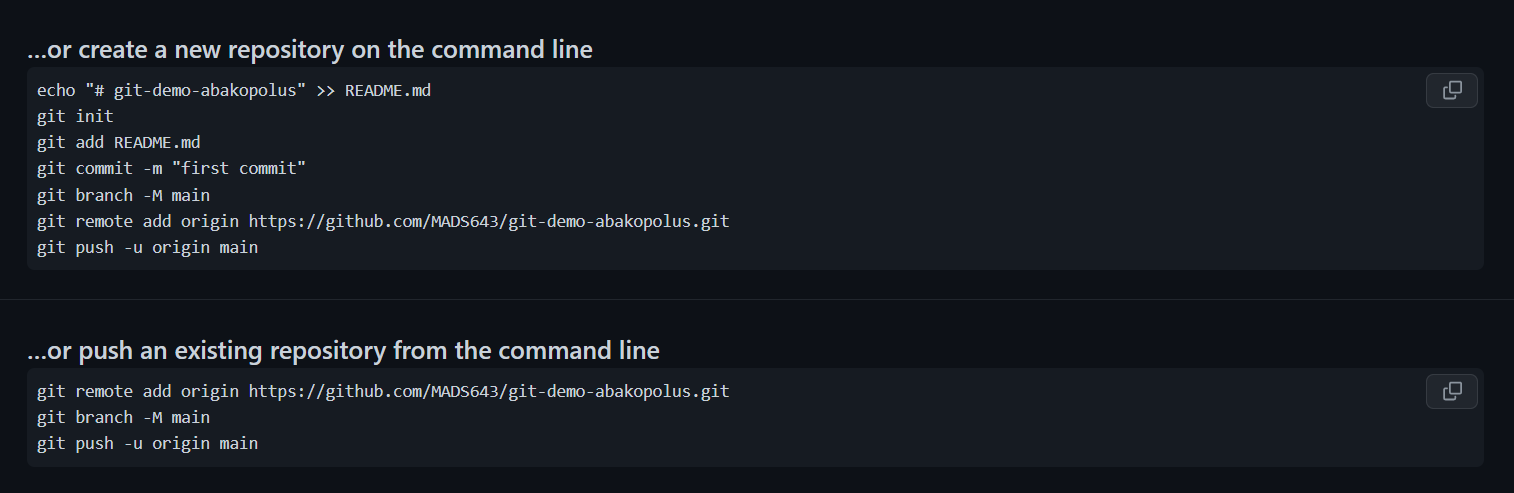 ...or create a new repository on the command line
echo "# git-demo-abakopolus" >> README.md
git init
git add README.md
git commit -m "first commit"
git branch -M main
git remote add origin https://github.com/MADS643/git-demo-abakopolus.git
git push -u origin main
...or push an existing repository from the command line
git remote add origin https://github.com/MADS643/git-demo-abakopolus.git
git branch -M main
git push -u origin main